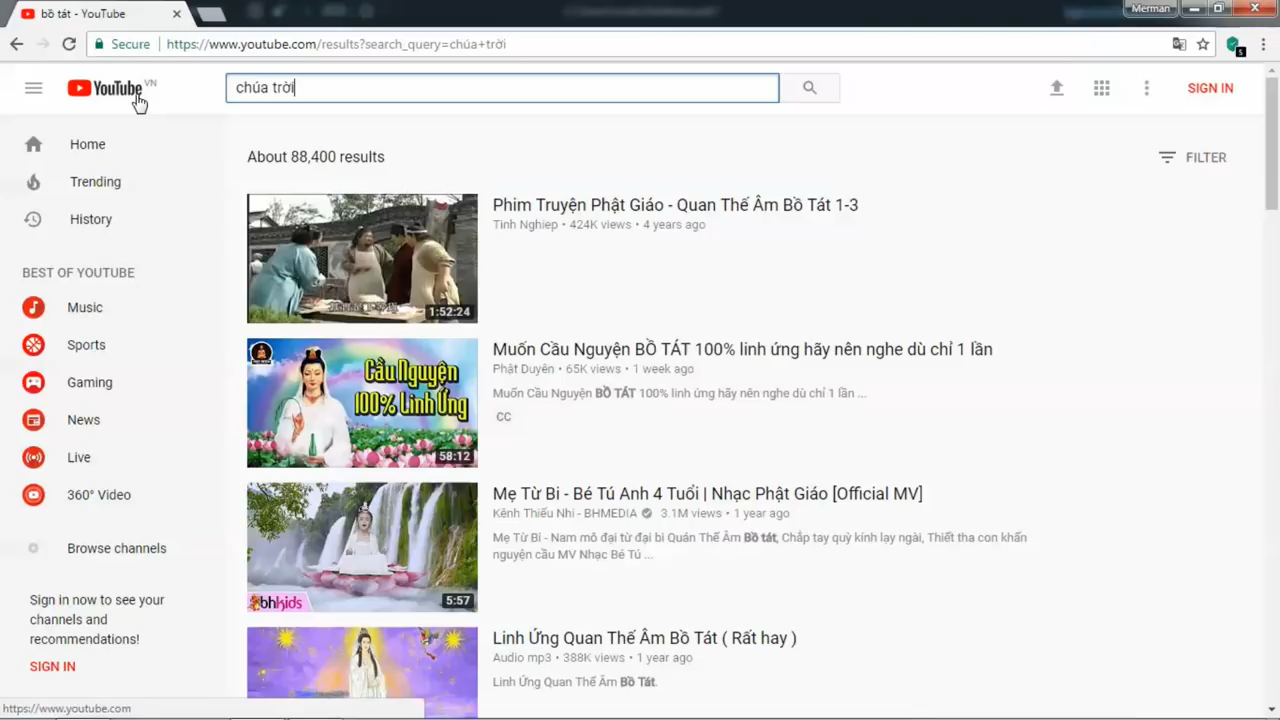 bồ tát - YouTube
Merman
Secure
https://www.youtube.com/results?search_query=chúa+trời
5
YouTube VN
chúa trời
SIGN IN
Home
About 88,400 results
FILTER
Trending
History
BEST OF YOUTUBE
Music
Sports
Gaming
News
Live
360° Video
Browse channels
Sign in now to see your
channels and
recommendations!
SIGN IN
1:52:24
Phim Truyện Phật Giáo - Quan Thế Âm Bồ Tát 1-3
Tinh Nghiep • 424K views • 4 years ago
Cầu Nguyện
100% Linh Ứng
58:12
Muốn Cầu Nguyện BỒ TÁT 100% linh ứng hãy nên nghe dù chỉ 1 lần
Phật Duyên • 65K views • 1 week ago
Muốn Cầu Nguyện BỒ TÁT 100% linh ứng hãy nên nghe dù chỉ 1 lần ...
CC
bhkids
5:57
Mẹ Từ Bi - Bé Tú Anh 4 Tuổi | Nhạc Phật Giáo [Official MV]
Kênh Thiếu Nhi - BHMEDIA 3.1M views • 1 year ago
Mẹ Từ Bi - Nam mô đại từ đại bi Quán Thế Âm Bồ tát, Chắp tay quỳ kính lạy ngài, Thiết tha con khấn
nguyện cầu MV Nhạc Bé Tú ...
Linh Ứng Quan Thế Âm Bồ Tát ( Rất hay )
Audio mp3 • 388K views • 1 year ago
Linh Ứng Quan Thế Âm Bồ Tát.
https://www.youtube.com